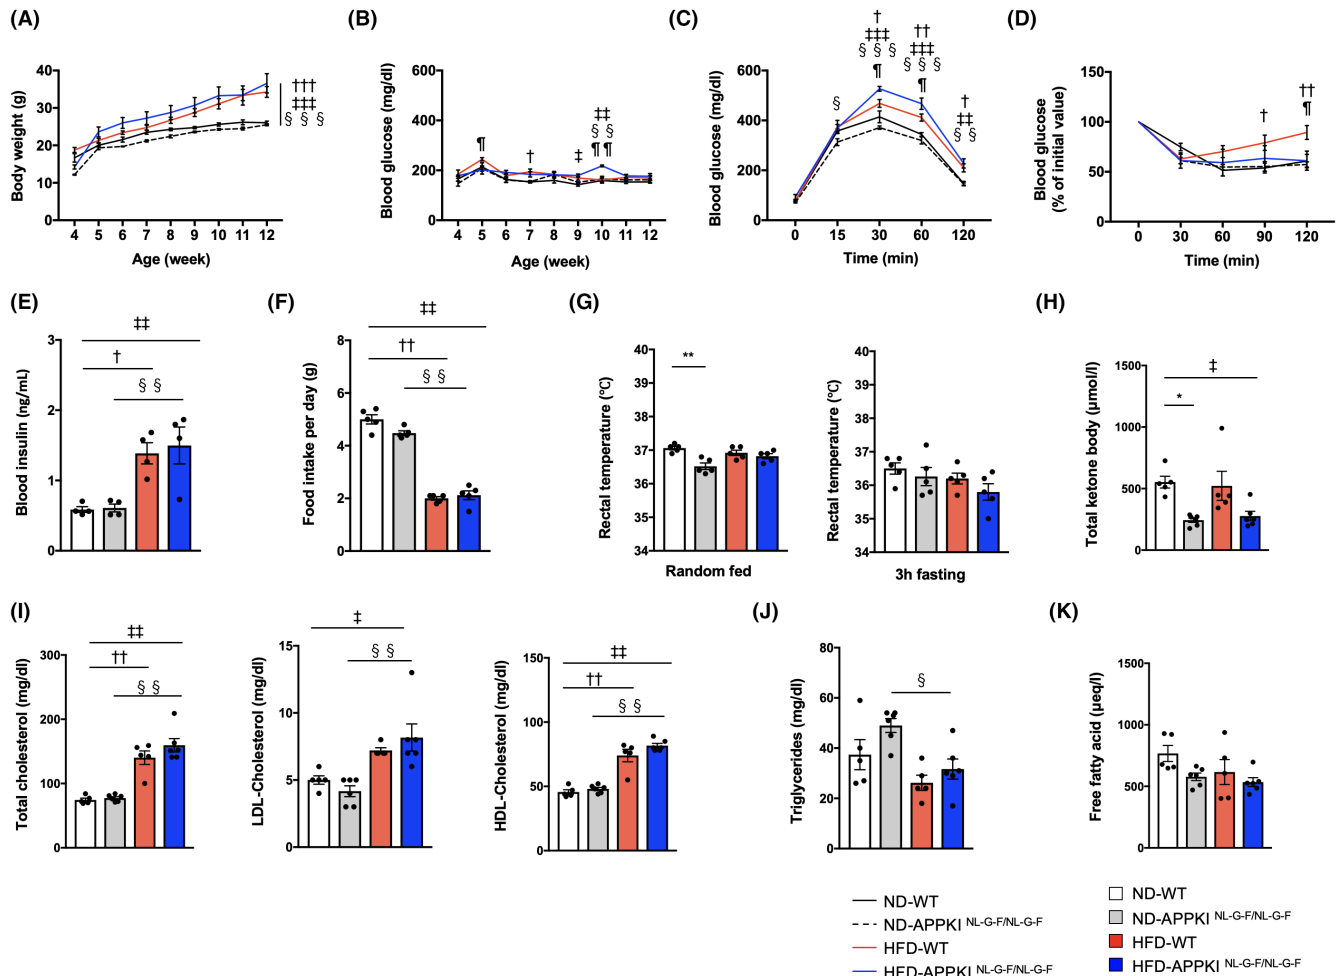 (A)
(B)
(C)
(D)
Body weight (g)
40
30
20
10
0
4 5 6 7 8 9 10 11 12
Age (week)
†††
‡‡‡
§ § §
Blood glucose (mg/dl)
600
400
200
0
4 5 6 7 8 9 10 11 12
Age (week)
¶
†
‡
‡‡
§ §
¶ ¶
Blood glucose (mg/dl)
600
400
200
0
0 15 30 60 120
Time (min)
§
†
‡‡‡
§ § §
¶
††
‡‡‡
§ § §
¶
†
‡‡
§ §
Blood glucose
(% of initial value)
150
100
50
0
0 30 60 90 120
Time (min)
†
††
¶
(E)
(F)
(G)
(H)
Blood insulin (ng/mL)
3
2
1
0
‡‡
†
§ §
Food intake per day (g)
8
6
4
2
0
‡‡
††
§ §
Rectal temperature (℃)
40
39
38
37
36
35
34
**
Random fed
Rectal temperature (℃)
40
39
38
37
36
35
34
3h fasting
Total ketone body (μmol/l)
1500
1000
500
0
‡
*
(I)
(J)
(K)
Total cholesterol (mg/dl)
300
200
100
0
‡‡
††
§ §
LDL-Cholesterol (mg/dl)
15
10
5
0
‡
§ §
HDL-Cholesterol (mg/dl)
150
100
50
0
‡‡
††
§ §
Triglycerides (mg/dl)
80
60
40
20
0
§
Free fatty acid (μeq/l)
1500
1000
500
0
ND-WT
ND-APPKI NL-G-F/NL-G-F
HFD-WT
HFD-APPKI NL-G-F/NL-G-F
ND-WT
ND-APPKI NL-G-F/NL-G-F
HFD-WT
HFD-APPKI NL-G-F/NL-G-F